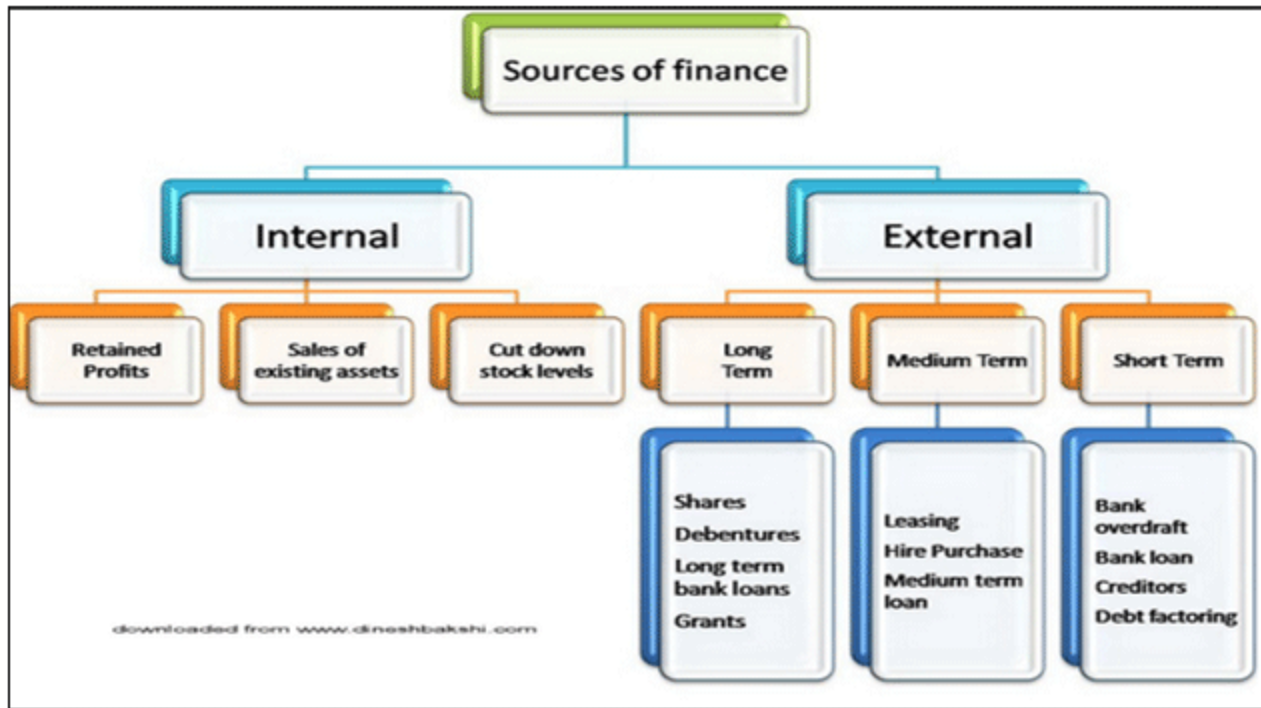 Sources of finance
Internal
External
Retained
Profits
Sales of
existing assets
Cut down
stock levels
Long
Term
Medium Term
Short Term
Shares
Debentures
Long term
bank loans
Grants
Leasing
Hire Purchase
Medium term
loan
Bank
overdraft
Bank loan
Creditors
Debt factoring
downloaded from www.dineshbakshi.com